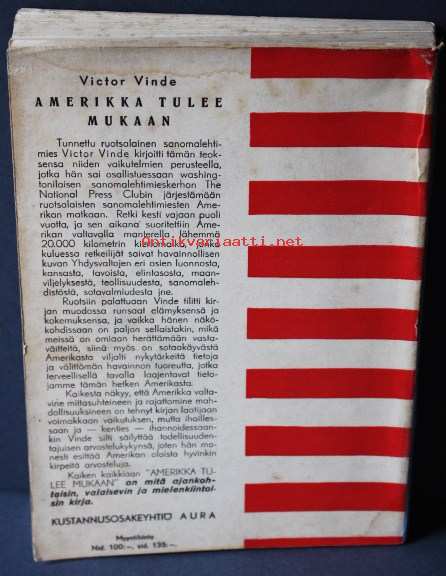 Victor Vinde
AMERIKKA TULEE
MUKAAN
Tunnettu ruotsalainen sanomalehti-
mies Victor Vinde kirjoitti tämän teok-
sensa niiden vaikutelmien perusteella,
jotka hän sai osallistuessaan washing-
tonilaisen sanomalehtimieskerhon The
National Press Clubin järjestämään
ruotsalaisten sanomalehtimiesten Ame-
rikan matkaan. Retki kesti vajaan puoli
vuotta, ja sen aikana suoritettiin Ame-
rikan valtavalla manterella lähemmä
20.000 kilometrin kiertomatka, jonka
kuluessa retkeilijät saivat havainnollisen
kuvan Yhdysvaltojen eri osien luonnosta,
kansasta, tavoista, elintasosta, maan-
viljelyksestä, teollisuudesta, sanomaleh-
distöstä, sotavalmiudesta jne.
Antikvariaatti.net
Ruotsiin palattuaan Vinde tilitti kir-
jan muodossa runsaat elämyksensä ja
kokemuksensa, ja vaikka hänen näkö-
kohdissaan on paljon sellaistakin, mikä
meissä on omiaan herättämään vasta-
väitteitä, siinä myös on sotaakäyvästä
Amerikasta viljalti nykytärkeitä tietoja
ja välittömän havainnon tuoreutta, jotka
terveellisellä tavalla laajentavat tieto-
jamme tämän hetken Amerikasta.
Kaikesta näkyy, että Amerikka valta-
vine mittasuhteineen ja rajattomine mah-
dollisuuksineen on tehnyt kirjan laatijaan
voimakkaan vaikutuksen, mutta ihailles-
saan ja — kenties — ihannoidessaan-
kin Vinde silti säilyttää todellisuuden-
tajuisen arvostelukykynsä, joten hän mo-
nesti esittää Amerikan oloista hyvinkin
kirpeitä arvosteluja.
Kaiken kaikkiaan "AMERIKKA TU-
LEE MUKAAN" on mitä ajankoh-
taisin, valaisevin ja mielenkiintoi-
sin kirja.
KUSTANNUSOSAKEYHTIÖ AURA
Myyntihinta
Nid. 100:—, sid. 135:—.